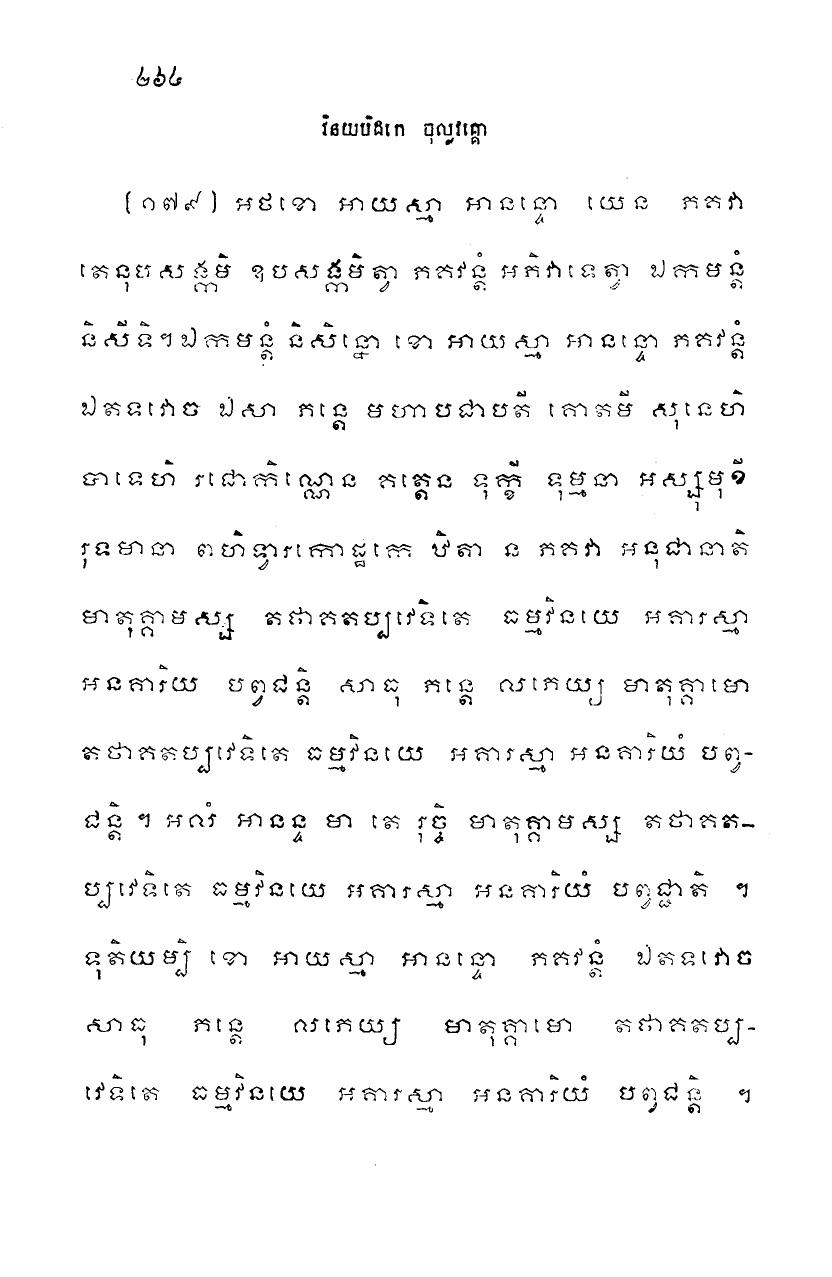 ២៦៤
វិនយបិដកេ ចុល្លវគ្គោ
(១៧៩) អថខោ អាយស្មា អានន្ទោ យេន ភគវា
តេនុបសង្កមិ ឧបសង្កមិត្វា ភគវន្តំ អភិវាទេត្វា ឯកមន្តំ
និសីទិ។ ឯកមន្តំ និសិន្នោ ខោ អាយស្មា អានន្ទោ ភគវន្តំ
ឯតទវោច ឯសា ភន្តេ មហាបជាបតី គោតមី សុនេហិ
បាទេហិ រជោកិណ្ណេន គត្តេន ទុក្ខី ទុម្មនា អស្សុមុខី
រុទមានា ពហិទ្វារកោដ្ឋកេ ឋិតា ន ភគវា អនុជានាតិ
មាតុគ្គាមស្ស តថាគតប្បវេទិតេ ធម្មវិនយេ អគារស្មា
អនគារិយ បព្វជន្តិ សាធុ ភន្តេ លភេយ្យ មាតុគ្គាមោ
តថាគតប្បវេទិតេ ធម្មវិនយេ អគារស្មា អនគារិយំ បព្វ-
ជន្តិ ។ អលំ អានន្ទ មា តេ រុច្ចិ មាតុគ្គាមស្ស តថាគត-
ប្បវេទិតេ ធម្មវិនយេ អគារស្មា អនគារិយំ បព្វជ្ជាតិ ។
ទុតិយម្បិ ខោ អាយស្មា អានន្ទោ ភគវន្តំ ឯតទវោច
សាធុ ភន្តេ លភេយ្យ មាតុគ្គាមោ តថាគតប្ប-
វេទិតេ ធម្មវិនយេ អគារស្មា អនគារិយំ បព្វជន្តិ ។